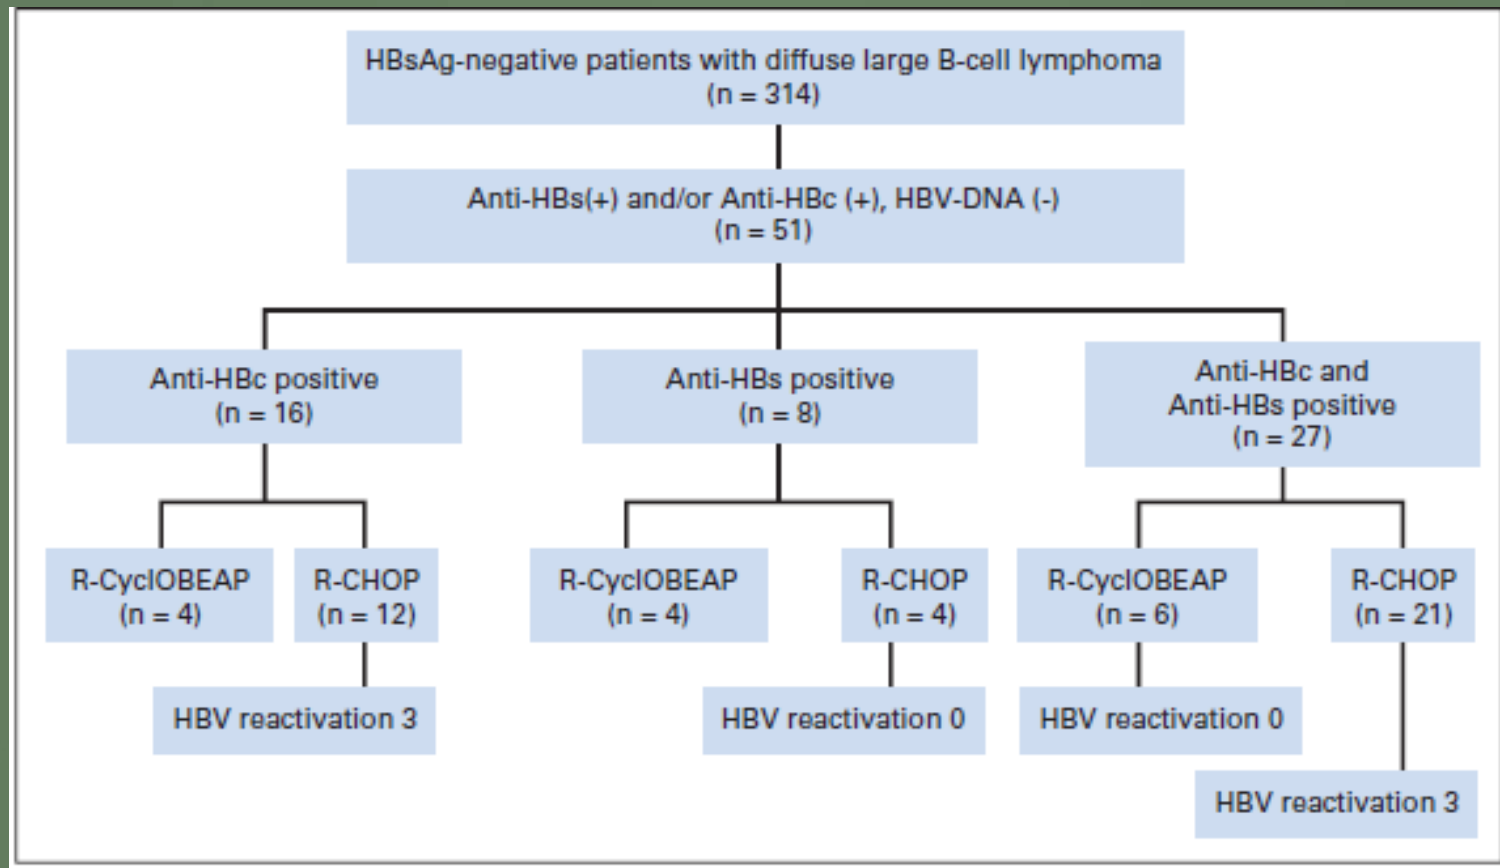 HBsAg-negative patients with diffuse large B-cell lymphoma
(n = 314)
Anti-HBs(+) and/or Anti-HBc (+), HBV-DNA (-)
(n = 51)
Anti-HBc positive
(n = 16)
Anti-HBs positive
(n = 8)
Anti-HBc and
Anti-HBs positive
(n = 27)
R-CyclOBEAP
(n = 4)
R-CHOP
(n = 12)
R-CyclOBEAP
(n = 4)
R-CHOP
(n = 4)
R-CyclOBEAP
(n = 6)
R-CHOP
(n = 21)
HBV reactivation 3
HBV reactivation 0
HBV reactivation 0
HBV reactivation 3